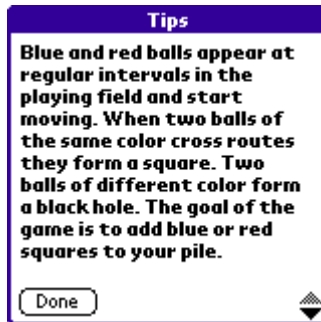 Tips
Blue and red balls appear at
regular intervals in the
playing field and start
moving. When two balls of
the same color cross routes
they form a square. Two
balls of different color form
a black hole. The goal of the
game is to add blue or red
squares to your pile.
Done